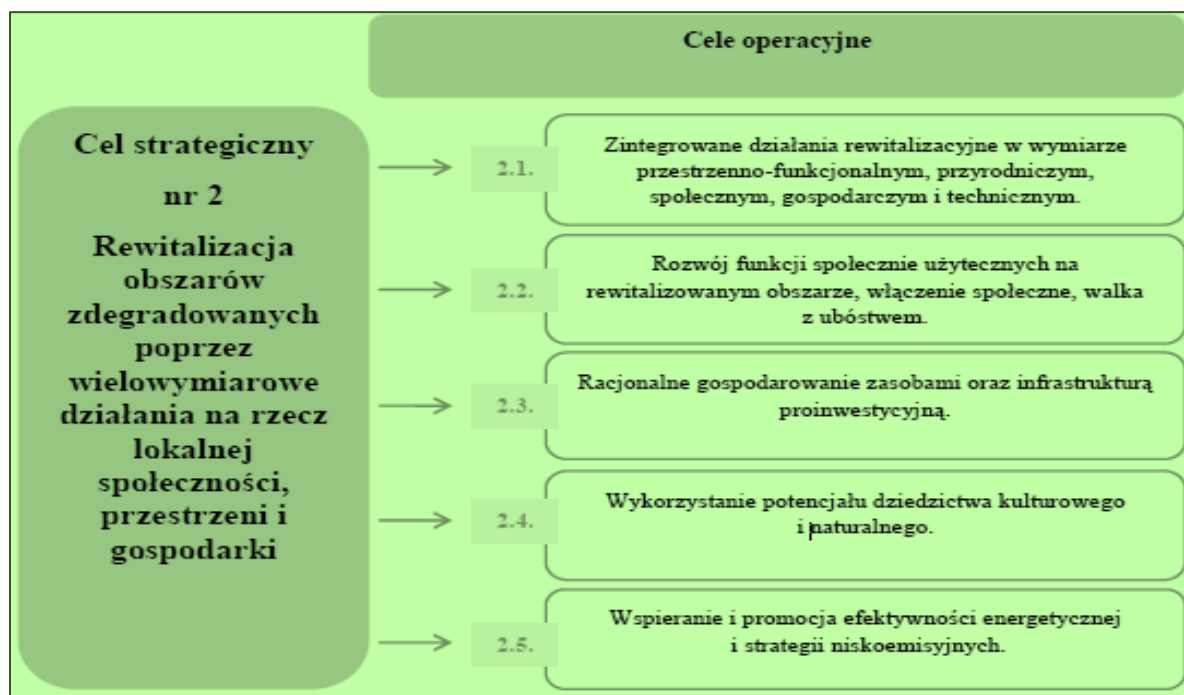 Cele operacyjne
Cel strategiczny
nr 2
Rewitalizacja
obszarów
zdegradowanych
poprzez
wielowymiarowe
działania na rzecz
lokalnej
społeczności,
przestrzeni i
gospodarki
2.1.
Zintegrowane działania rewitalizacyjne w wymiarze
przestrzenno-funkcjonalnym, przyrodniczym,
społecznym, gospodarczym i technicznym.
2.2.
Rozwój funkcji społecznie użytecznych na
rewitalizowanym obszarze, włączenie społeczne, walka
z ubóstwem.
2.3.
Racjonalne gospodarowanie zasobami oraz infrastrukturą
proinwestycyjną.
2.4.
Wykorzystanie potencjału dziedzictwa kulturowego
i naturalnego.
2.5.
Wspieranie i promocja efektywności energetycznej
i strategii niskoemisyjnych.